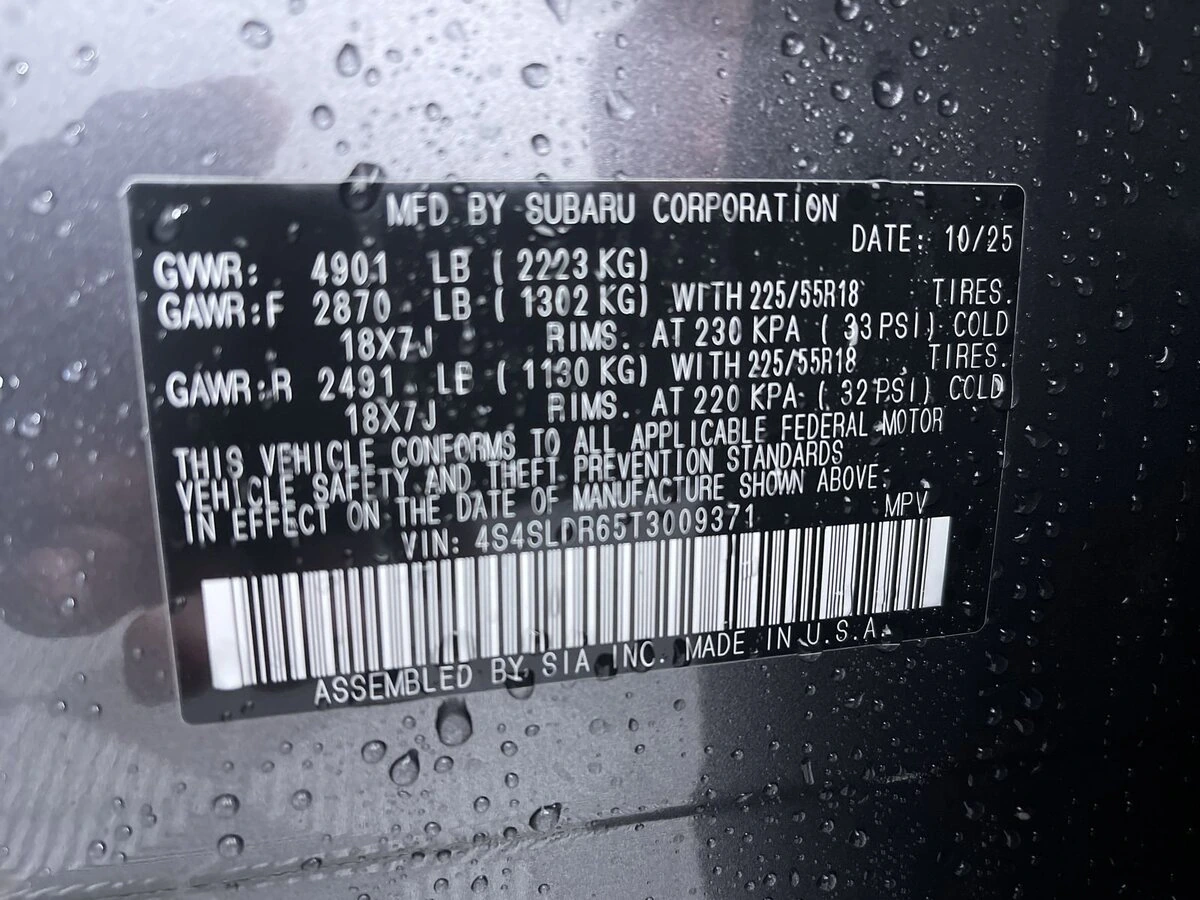 MFD BY SUBARU CORPORATION
DATE: 10/25
GVWR: 4901 LB ( 2223 KG)
GAWR:F 2870 LB ( 1302 KG) WITH 225/55R18 TIRES.
18X7J RIMS. AT 230 KPA ( 33 PSI) COLD
GAWR:R 2491 LB ( 1130 KG) WITH 225/55R18 TIRES.
18X7J RIMS. AT 220 KPA ( 32 PSI) COLD
THIS VEHICLE CONFORMS TO ALL APPLICABLE FEDERAL MOTOR
VEHICLE SAFETY AND THEFT PREVENTION STANDARDS
IN EFFECT ON THE DATE OF MANUFACTURE SHOWN ABOVE.
VIN: 4S4SLDR65T3009371 MPV
ASSEMBLED BY SIA INC. MADE IN U.S.A.